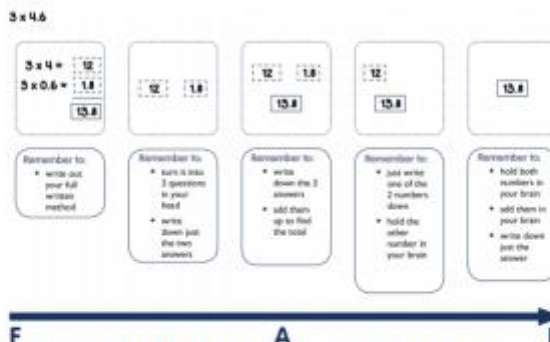 3 x 4.6
3 x 4 = 12
3 x 0.6 = 1.8
13.8
12 1.8
12 1.8
13.8
12
13.8
13.8
Remember to:
write out
your full
written
method
Remember to:
turn it into
2 questions
in your
head
write
down just
the two
answers
Remember to:
write
down the 2
answers
add them
up to find
the total
Remember to:
just write
one of the
2 numbers
down
hold the
other
number in
your brain
Remember to:
hold both
numbers in
your brain
add them in
your brain
write down
just the
answer
A